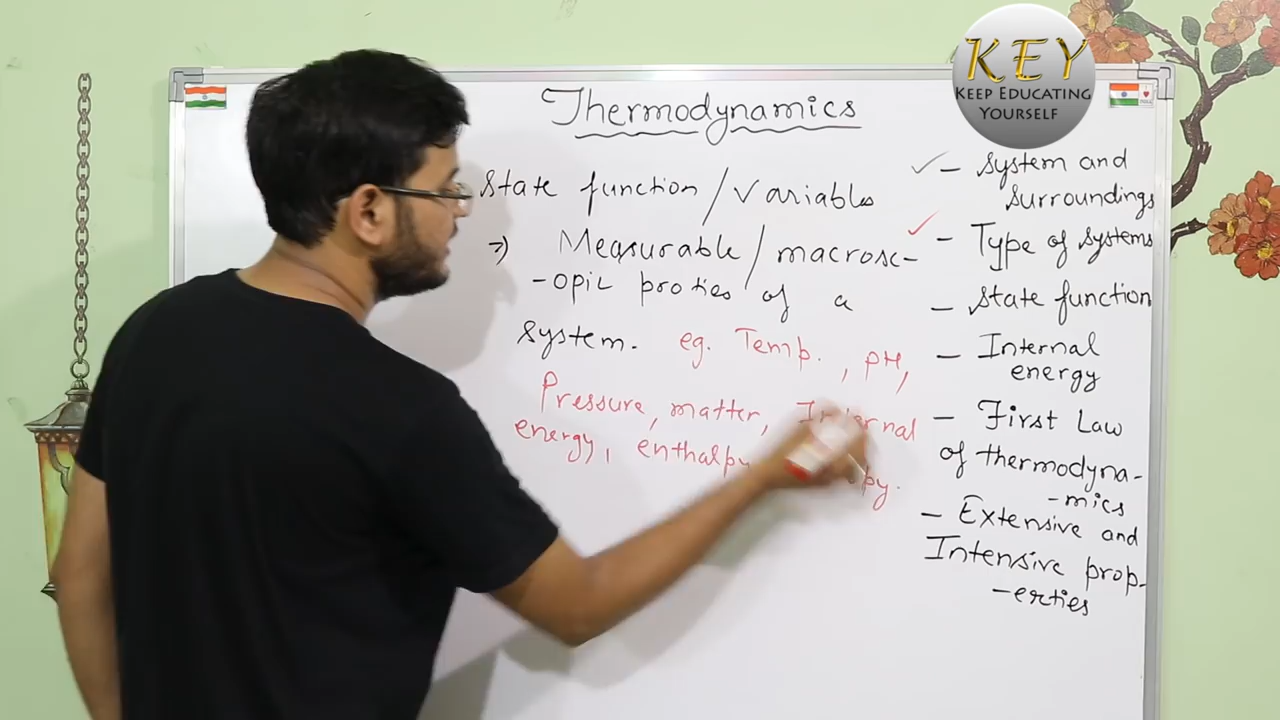 KEY
KEEP EDUCATING
YOURSELF
Thermodynamics
State function / Variables
=) Measurable / macrosc-
-opic proties of a
system. eg. Temp., pH,
Pressure, matter, Internal
energy, enthalpy
✓ - System and
Surroundings
✓ - Type of systems
- State function
- Internal
energy
- First Law
of thermodyna-
-mics
- Extensive and
Intensive prop-
-erties